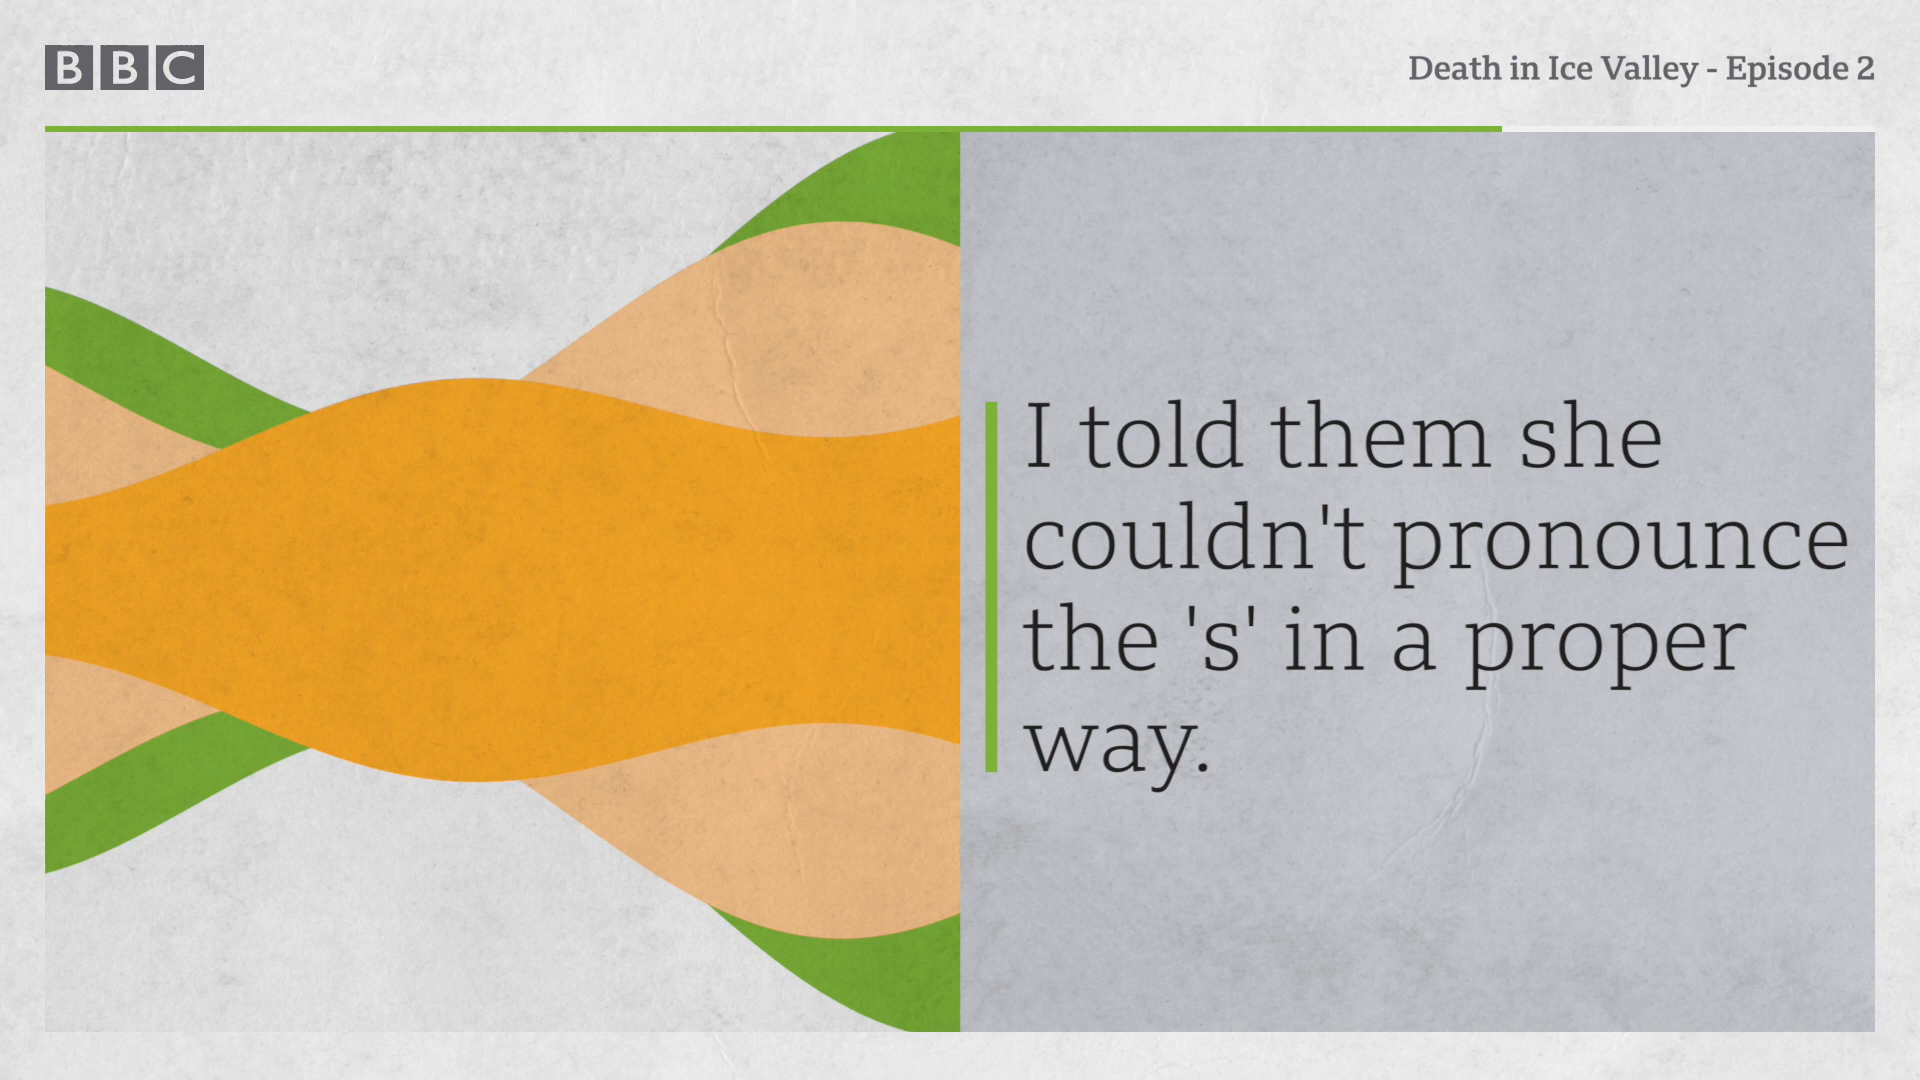 BBC
Death in Ice Valley - Episode 2
I told them she
couldn't pronounce
the 's' in a proper
way.